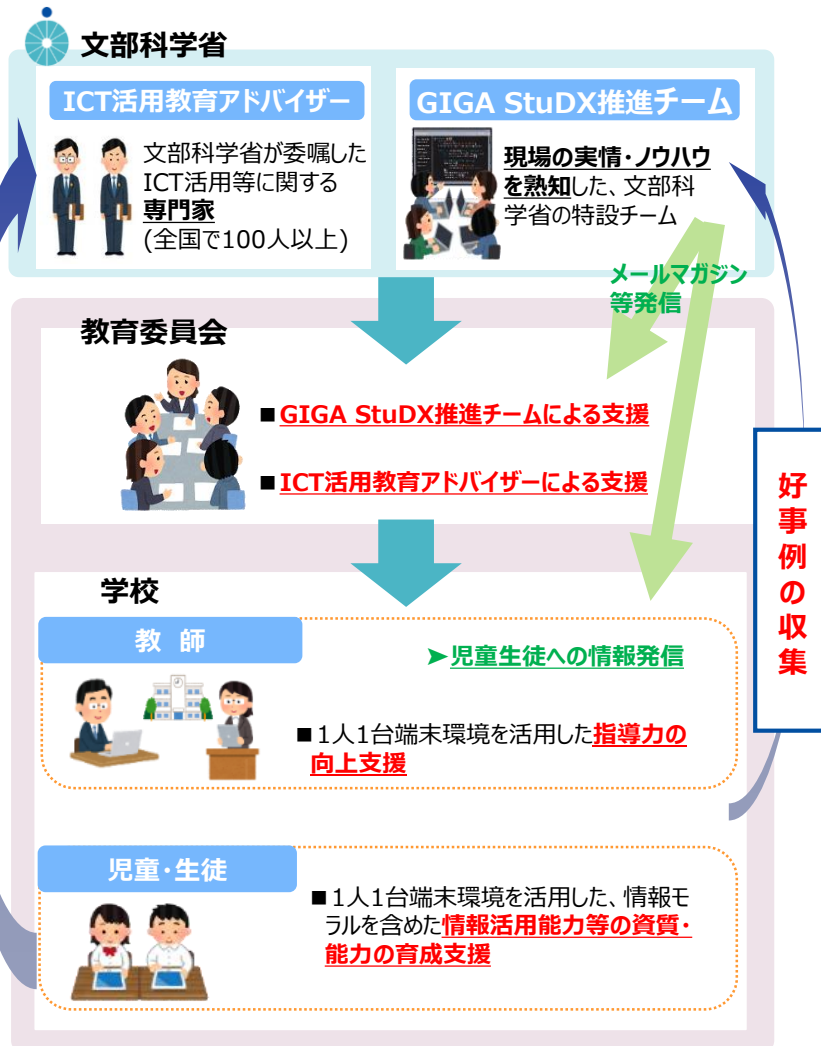 文部科学省
ICT活用教育アドバイザー
文部科学省が委嘱した
ICT活用等に関する
専門家
(全国で100人以上)
GIGA StuDX推進チーム
現場の実情・ノウハウ
を熟知した、文部科
学省の特設チーム
メールマガジン
等発信
教育委員会
■GIGA StuDX推進チームによる支援
■ICT活用教育アドバイザーによる支援
好事例の収集
学校
教 師
➤児童生徒への情報発信
■1人1台端末環境を活用した指導力の
向上支援
児童・生徒
■1人1台端末環境を活用した、情報モ
ラルを含めた情報活用能力等の資質・
能力の育成支援